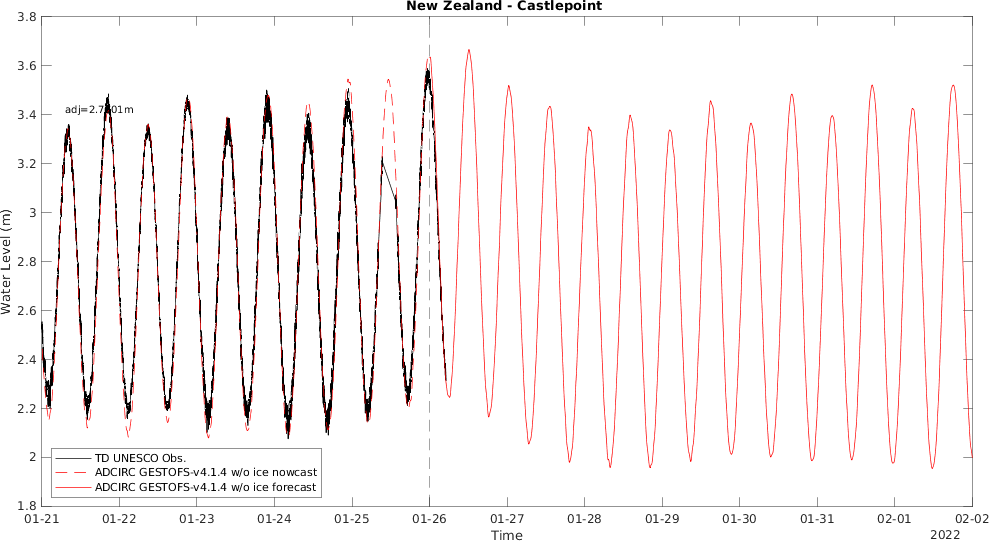 New Zealand - Castlepoint
3.8
3.6
3.4
3.2
3
2.8
2.6
2.4
2.2
2
1.8
Water Level (m)
TD UNESCO Obs.
ADCIRC GESTOFS-v4.1.4 w/o ice nowcast
ADCIRC GESTOFS-v4.1.4 w/o ice forecast
01-21 01-22 01-23 01-24 01-25 01-26 01-27 01-28 01-29 01-30 01-31 02-01 02-02
Time
2022